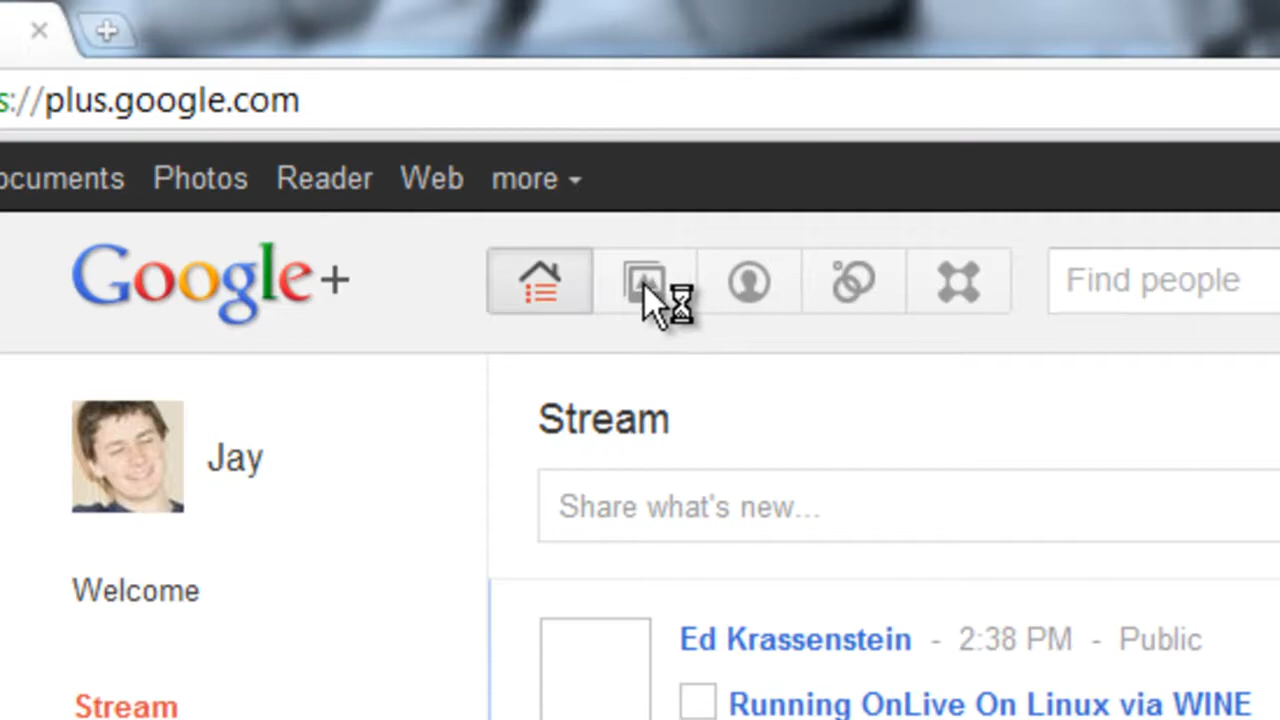 s://plus.google.com
ocuments Photos Reader Web more
Google+
Find people
Jay
Stream
Share what's new...
Welcome
Ed Krassenstein - 2:38 PM - Public
Stream
Running OnLive On Linux via WINE